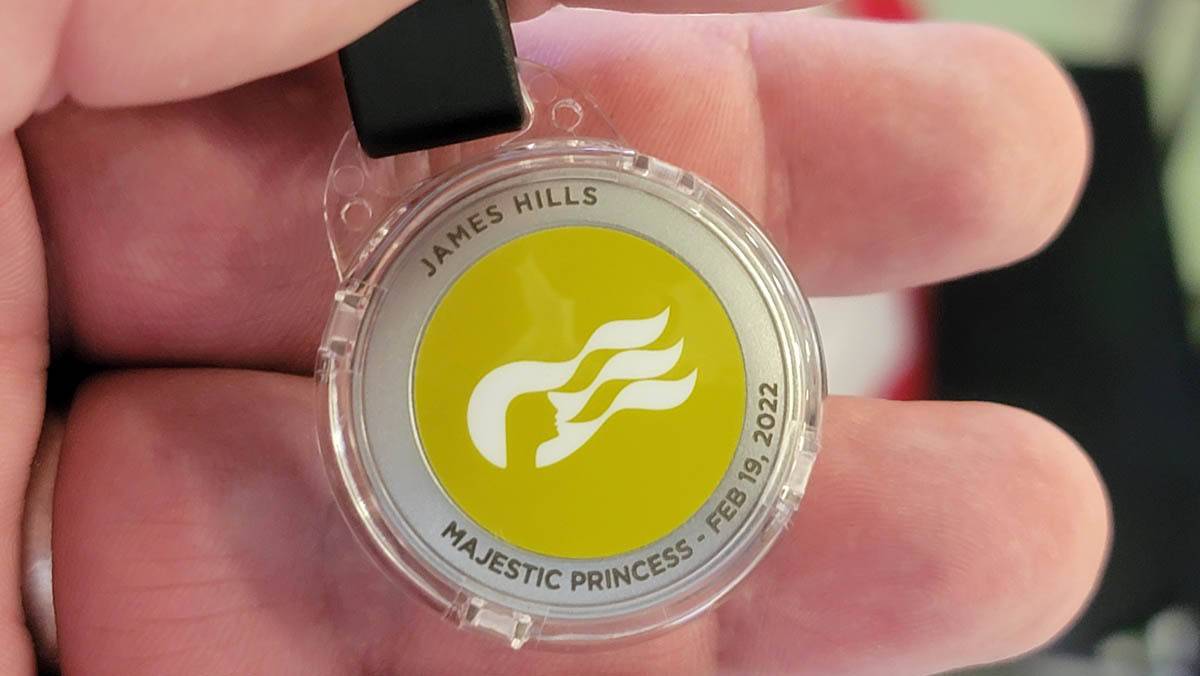 JAMES HILLS
MAJESTIC PRINCESS - FEB 19, 2022